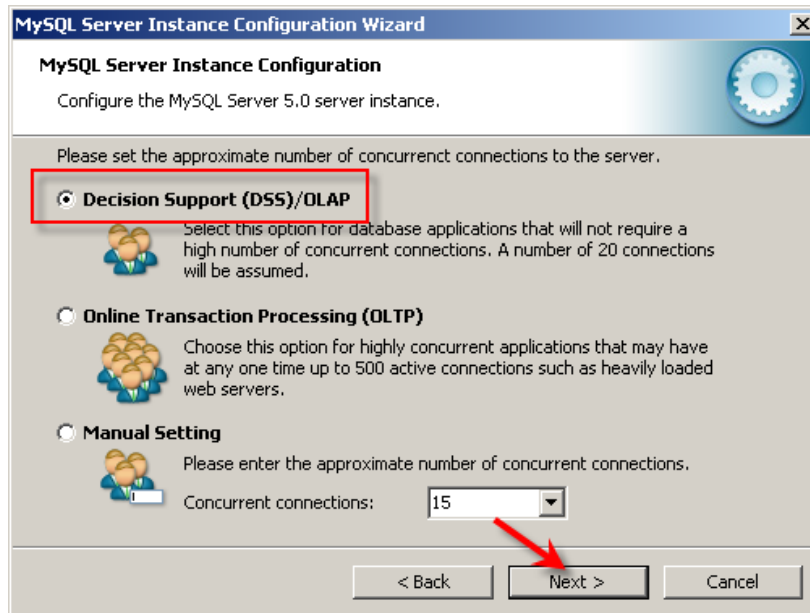 MySQL Server Instance Configuration Wizard
MySQL Server Instance Configuration
Configure the MySQL Server 5.0 server instance.
Please set the approximate number of concurrenct connections to the server.
Decision Support (DSS)/OLAP
Select this option for database applications that will not require a
high number of concurrent connections. A number of 20 connections
will be assumed.
Online Transaction Processing (OLTP)
Choose this option for highly concurrent applications that may have
at any one time up to 500 active connections such as heavily loaded
web servers.
Manual Setting
Please enter the approximate number of concurrent connections.
Concurrent connections: 15
< Back Next > Cancel